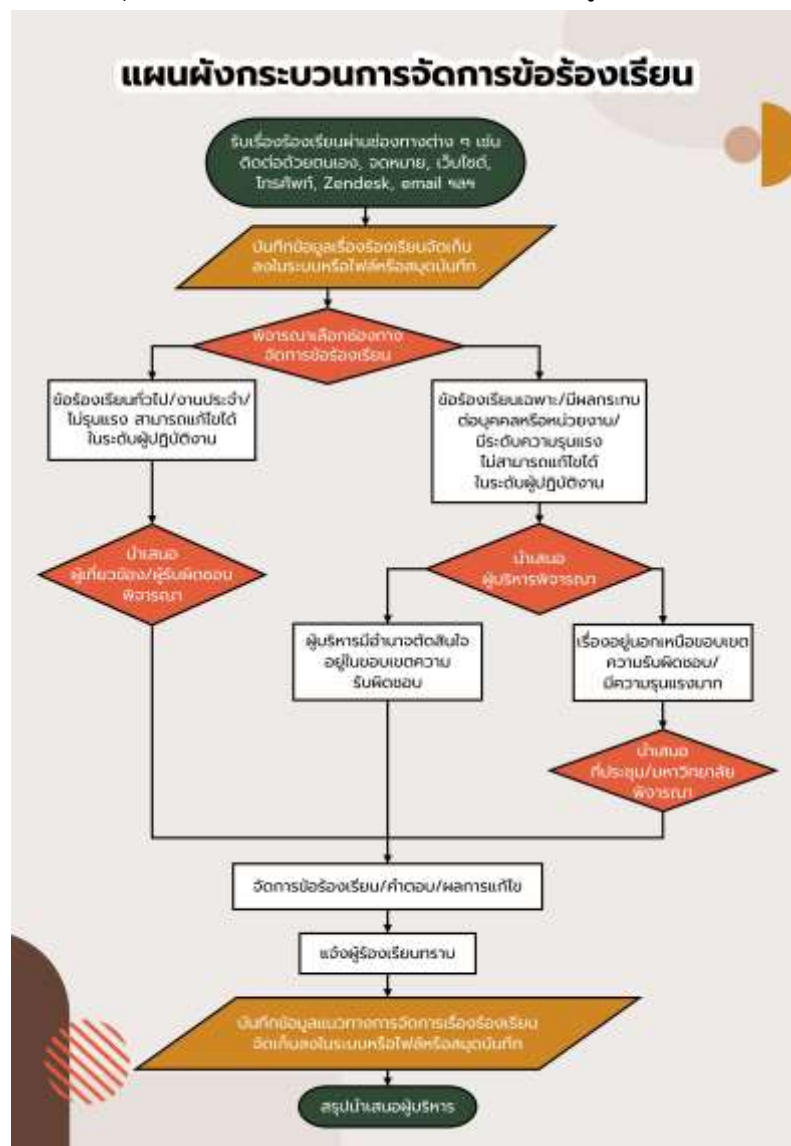 แผนผังกระบวนการจัดการข้อร้องเรียน
รับเรื่องร้องเรียนผ่านช่องทางต่าง ๆ เช่น
ติดต่อด้วยตนเอง, จดหมาย, เว็บไซต์,
โทรศัพท์, Zendesk, email ฯลฯ
บันทึกข้อมูลเรื่องร้องเรียนจัดเก็บ
ลงในระบบหรือไฟล์หรือสมุดบันทึก
พิจารณาเลือกช่องทาง
จัดการข้อร้องเรียน
ข้อร้องเรียนทั่วไป/งานประจำ/
ไม่รุนแรง สามารถแก้ไขได้
ในระดับผู้ปฏิบัติงาน
ข้อร้องเรียนเฉพาะ/มีผลกระทบ
ต่อบุคคลหรือหน่วยงาน/
มีระดับความรุนแรง
ไม่สามารถแก้ไขได้
ในระดับผู้ปฏิบัติงาน
นำเสนอ
ผู้เกี่ยวข้อง/ผู้รับผิดชอบ
พิจารณา
นำเสนอ
ผู้บริหารพิจารณา
ผู้บริหารมีอำนาจตัดสินใจ
อยู่ในขอบเขตความ
รับผิดชอบ
เรื่องอยู่นอกเหนือขอบเขต
ความรับผิดชอบ/
มีความรุนแรงมาก
นำเสนอ
ที่ประชุม/มหาวิทยาลัย
พิจารณา
จัดการข้อร้องเรียน/คำตอบ/ผลการแก้ไข
แจ้งผู้ร้องเรียนทราบ
บันทึกข้อมูลแนวทางการจัดการเรื่องร้องเรียน
จัดเก็บลงในระบบหรือไฟล์หรือสมุดบันทึก
สรุปนำเสนอผู้บริหาร